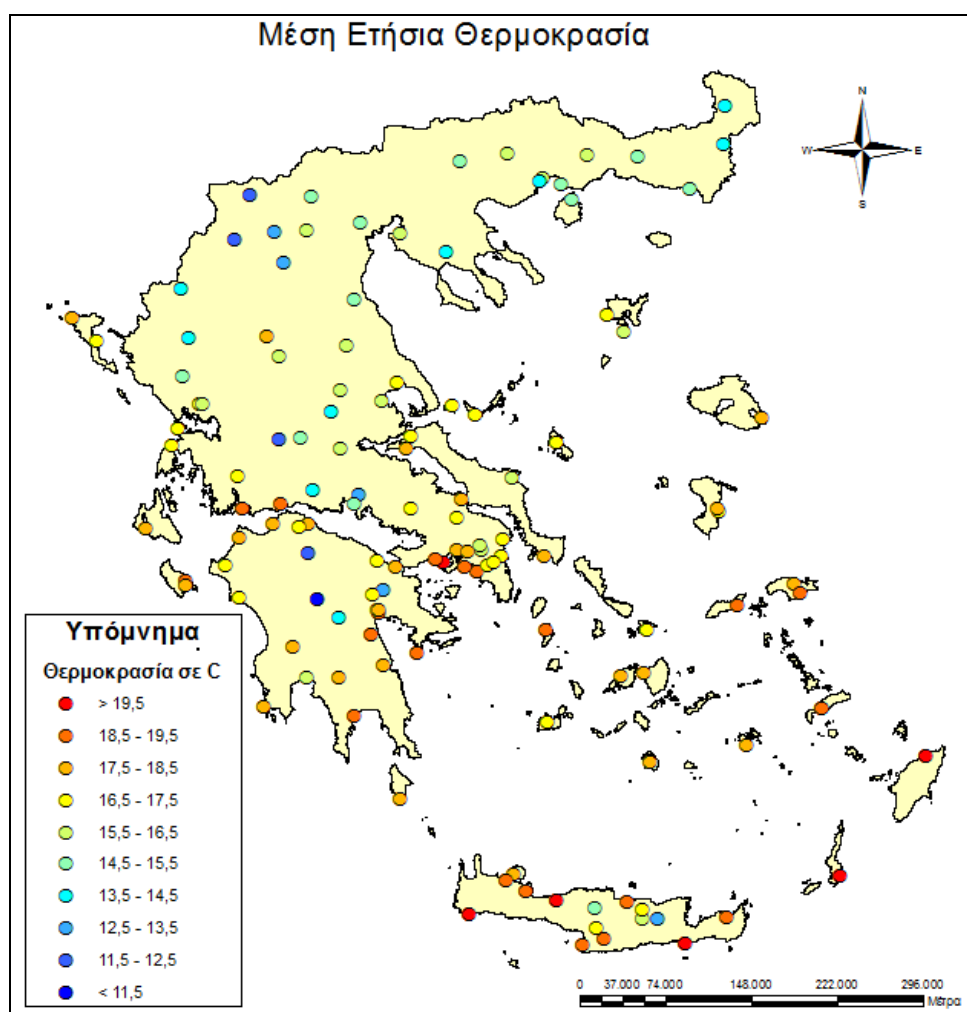 Μέση Ετήσια Θερμοκρασία
N
W E
S
Υπόμνημα
Θερμοκρασία σε C
> 19,5
18,5 - 19,5
17,5 - 18,5
16,5 - 17,5
15,5 - 16,5
14,5 - 15,5
13,5 - 14,5
12,5 - 13,5
11,5 - 12,5
< 11,5
0 37.000 74.000 148.000 222.000 296.000
Μέτρα